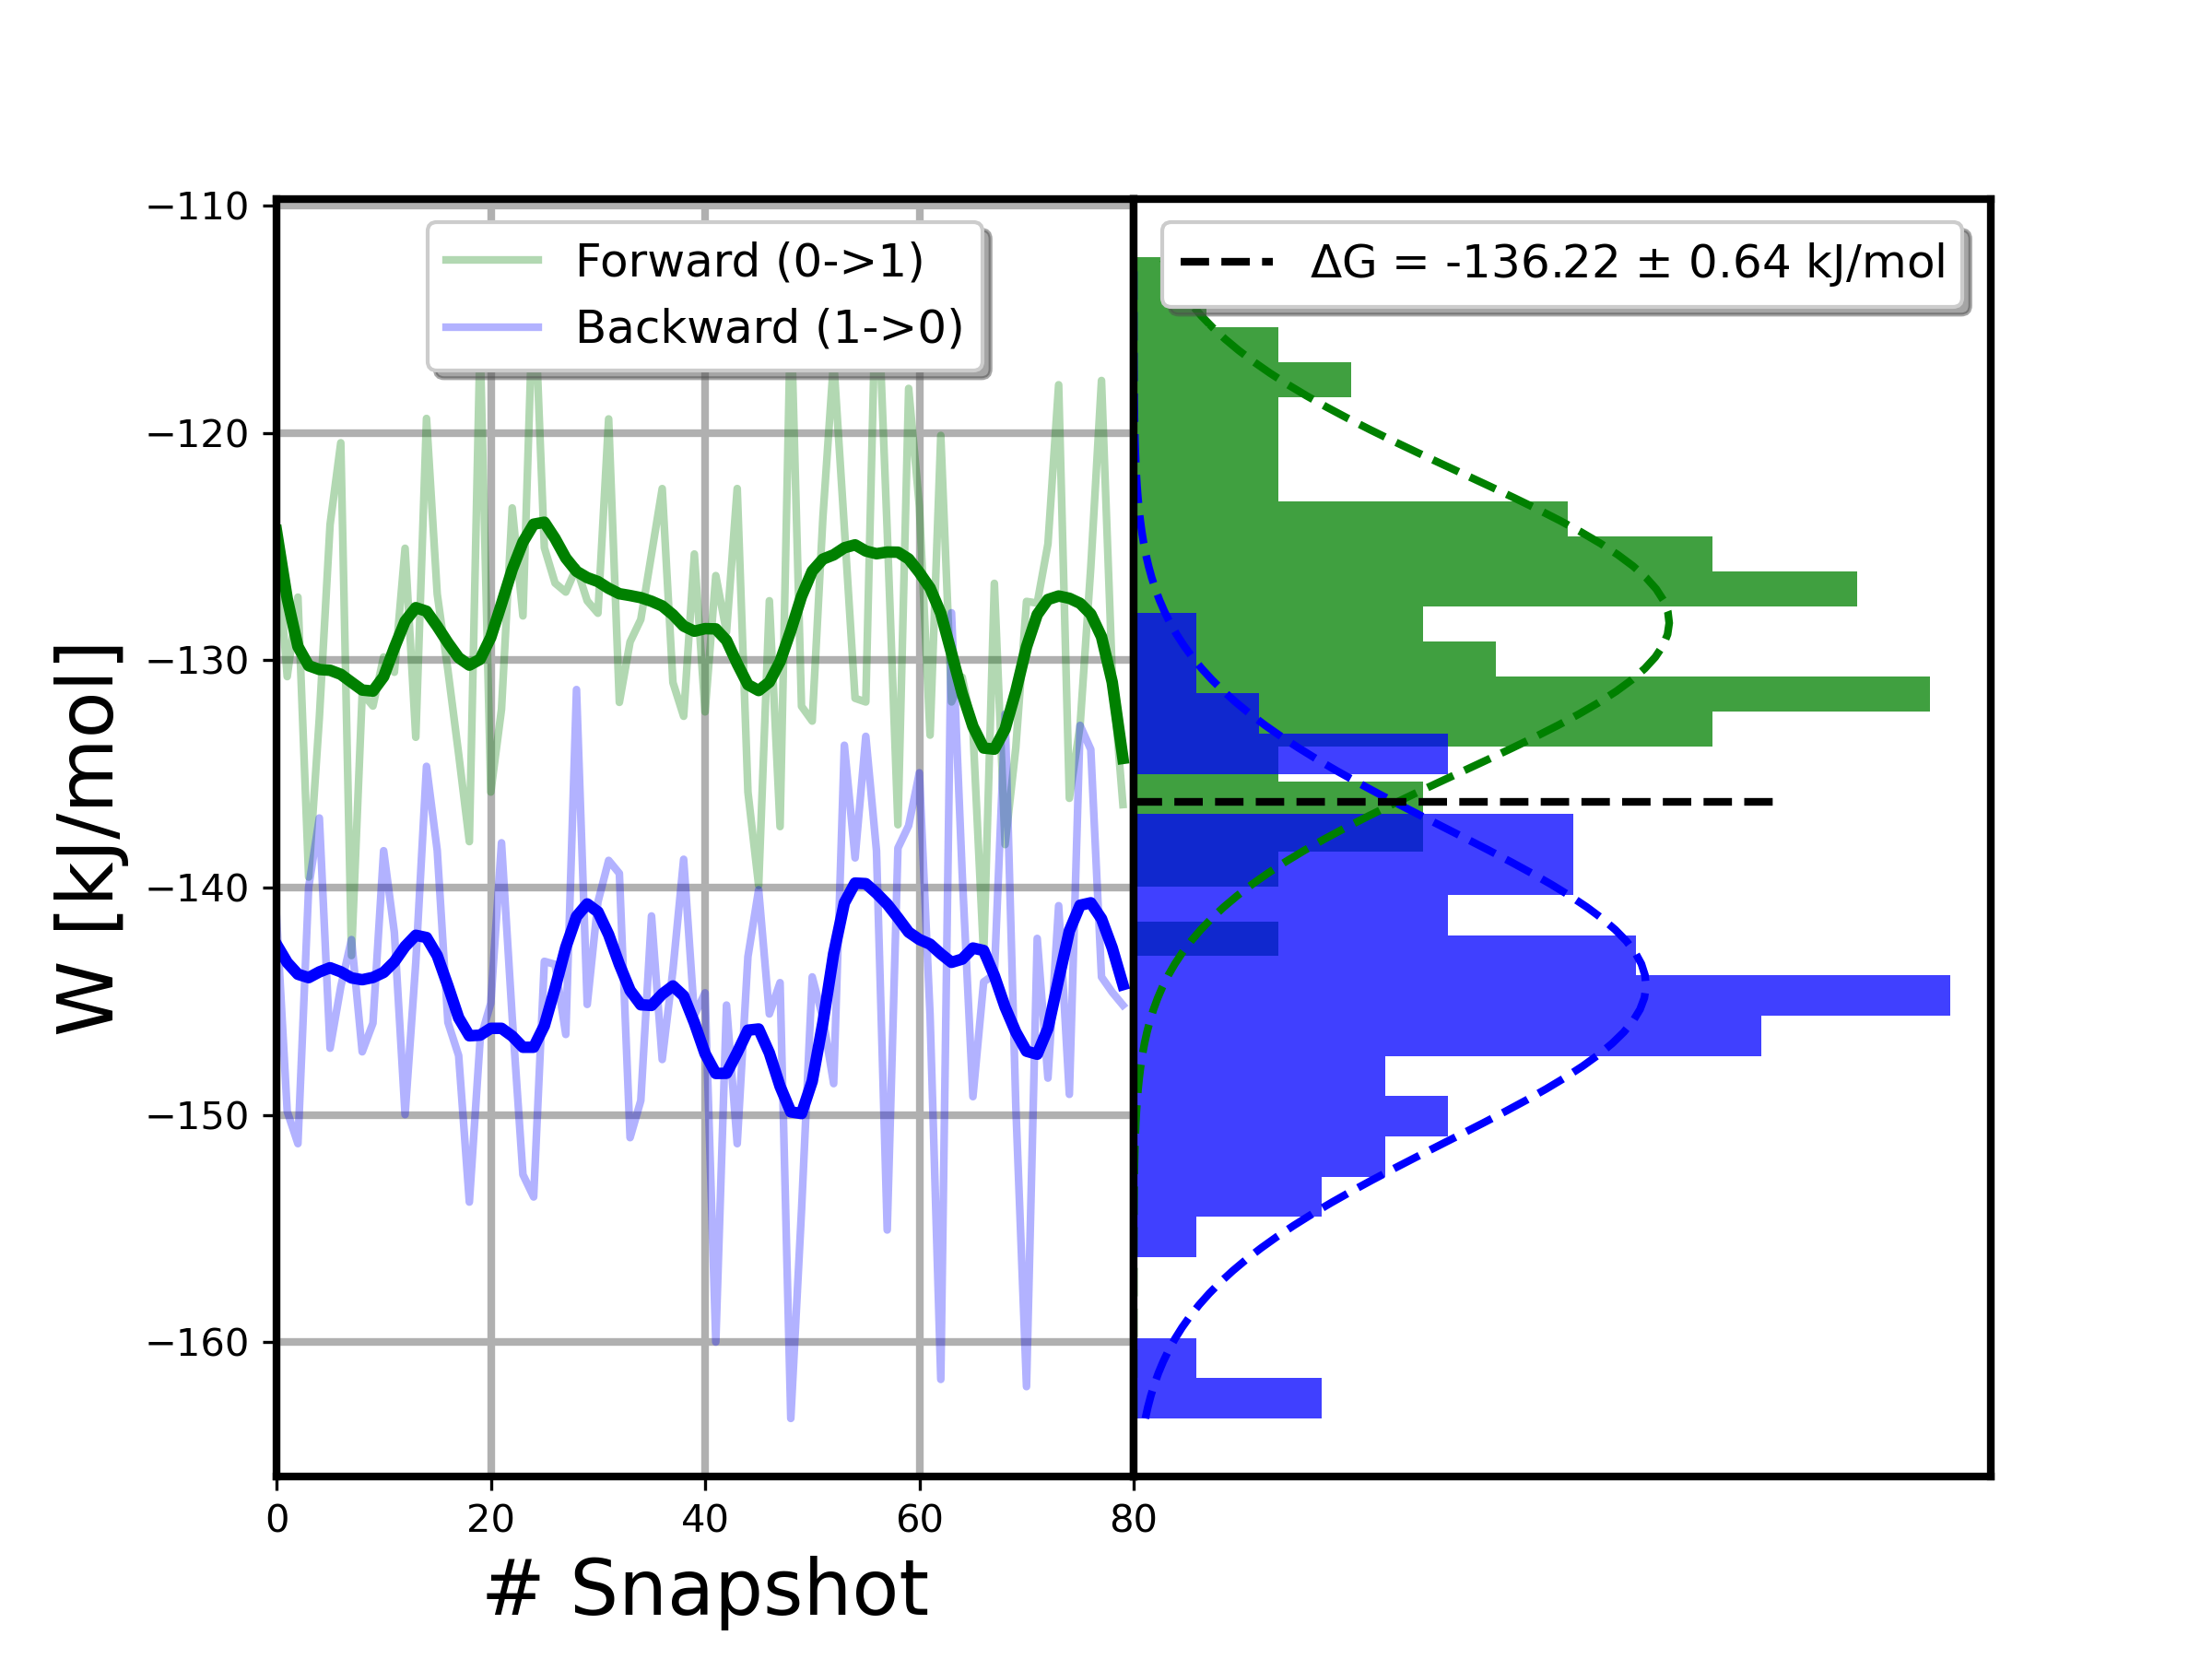 −110
−120
−130
−140
−150
−160
W [kJ/mol]
Forward (0->1)
Backward (1->0)
ΔG = -136.22 ± 0.64 kJ/mol
0 20 40 60 80
# Snapshot